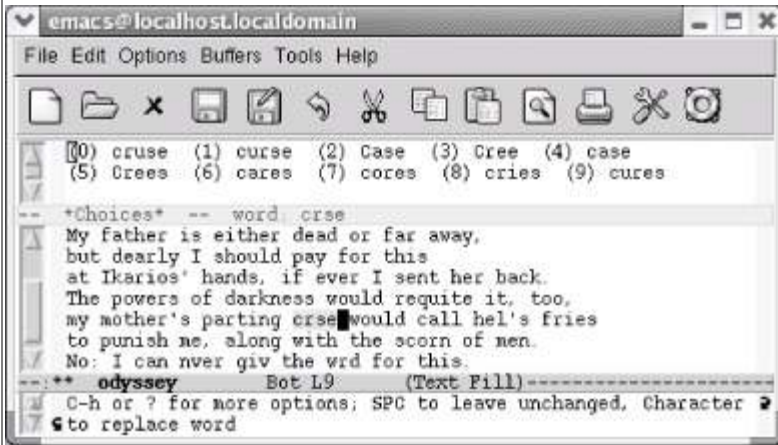 emacs@localhost.localdomain
File Edit Options Buffers Tools Help
(0) cruse (1) curse (2) Case (3) Cree (4) case
(5) Crees (6) cares (7) cores (8) cries (9) cures
-- *Choices* -- word: crse
My father is either dead or far away,
but dearly I should pay for this
at Ikarios' hands, if ever I sent her back.
The powers of darkness would requite it, too,
my mother's parting crse would call hel's fries
to punish me, along with the scorn of men.
No: I can nver giv the wrd for this.
--:** odyssey Bot L9 (Text Fill)-----------------------
C-h or ? for more options; SPC to leave unchanged, Character
to replace word